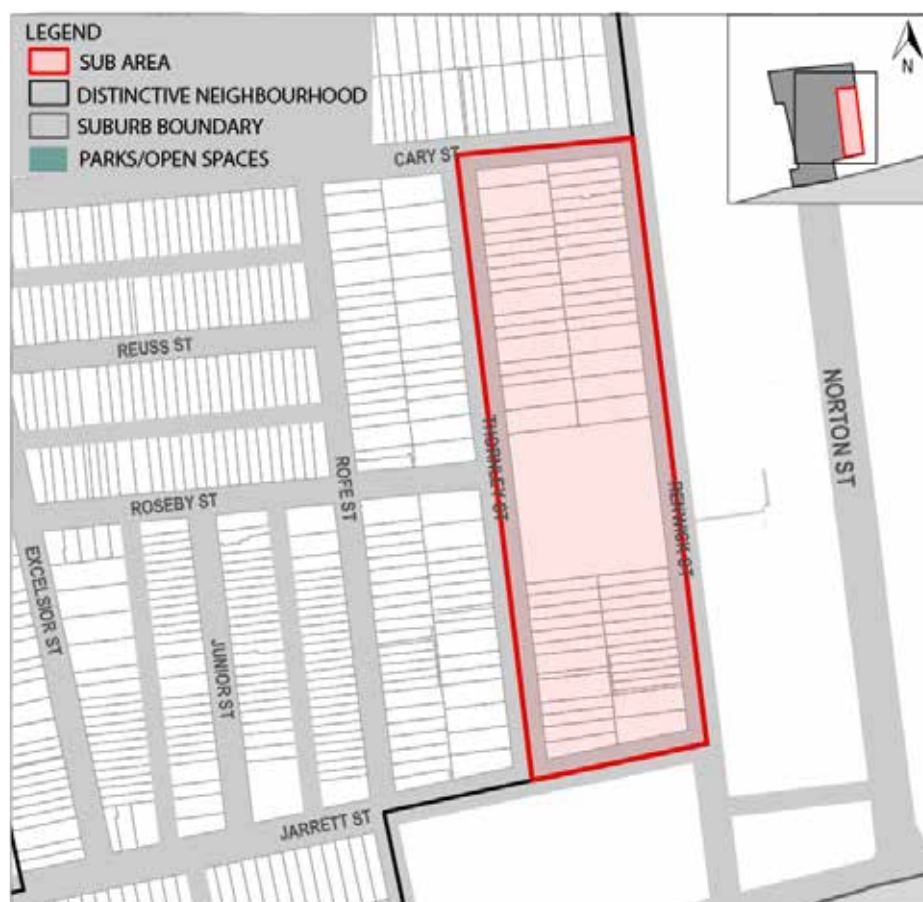 LEGEND
SUB AREA
DISTINCTIVE NEIGHBOURHOOD
SUBURB BOUNDARY
PARKS/OPEN SPACES
N
CARY ST
REUSS ST
ROSEBY ST
ROFE ST
THORNLEY ST
RENWICK ST
NORTON ST
EXCELSIOR ST
JUNIOR ST
JARRETT ST